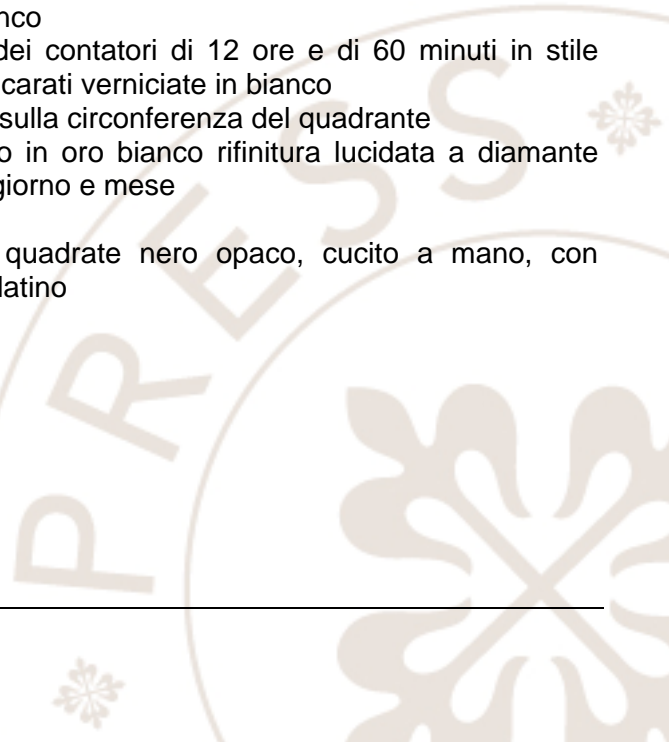 nco
dei contatori di 12 ore e di 60 minuti in stile
carati verniciate in bianco
sulla circonferenza del quadrante
o in oro bianco rifinitura lucidata a diamante
giorno e mese
quadrate nero opaco, cucito a mano, con
latino
PRESS